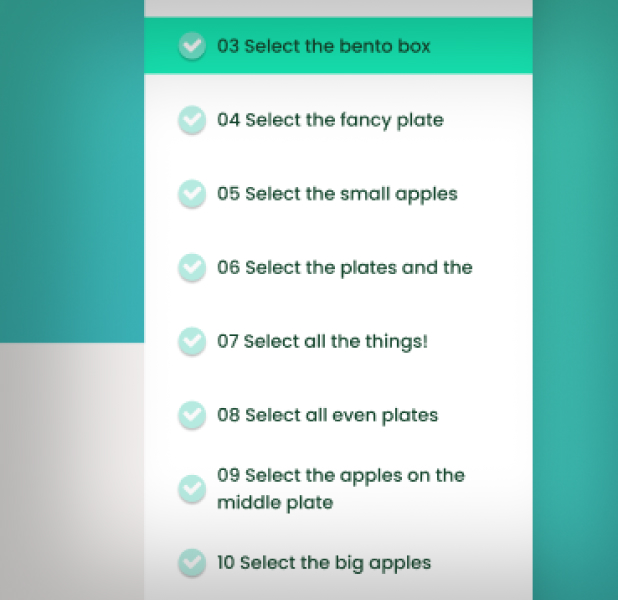 03 Select the bento box
04 Select the fancy plate
05 Select the small apples
06 Select the plates and the
07 Select all the things!
08 Select all even plates
09 Select the apples on the
middle plate
10 Select the big apples